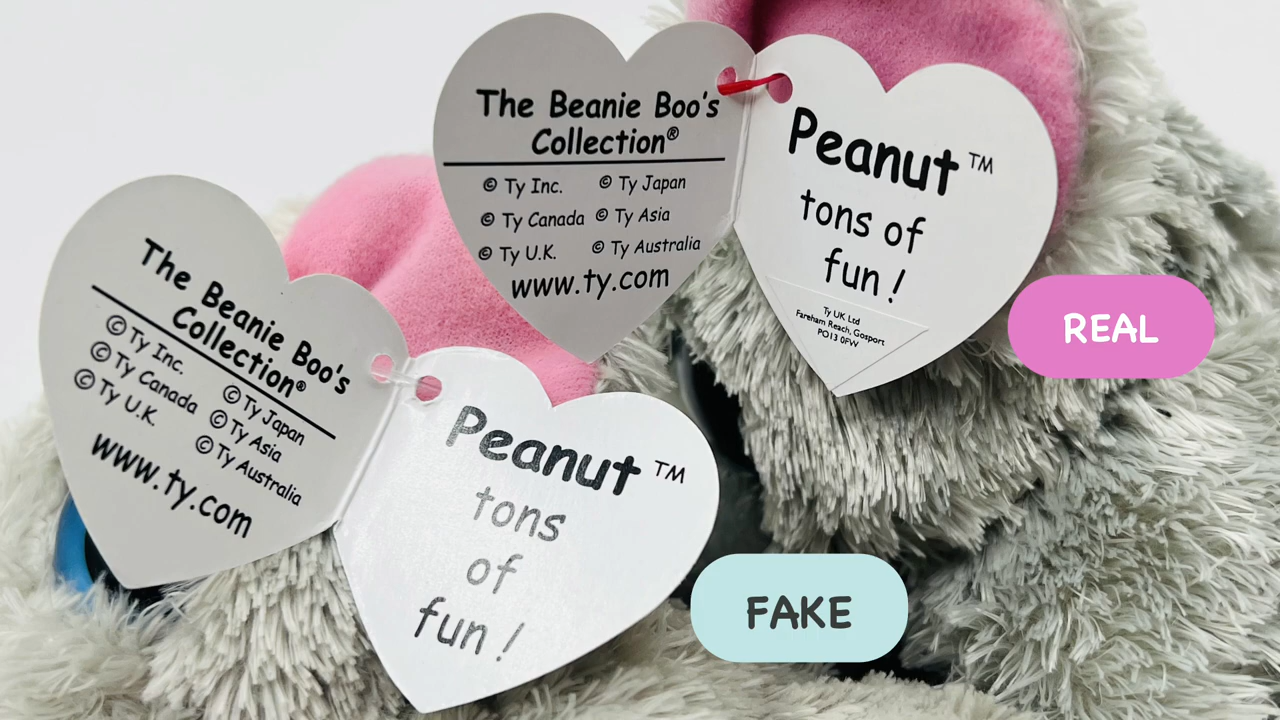 The Beanie Boo's
Collection®
© Ty Inc. © Ty Japan
© Ty Canada © Ty Asia
© Ty U.K. © Ty Australia
www.ty.com
Peanut™
tons of
fun !
Ty UK Ltd
Fareham Reach, Gosport
PO13 0FW
REAL
The Beanie Boo's
Collection®
© Ty Inc. © Ty Japan
© Ty Canada © Ty Asia
© Ty U.K. © Ty Australia
www.ty.com
Peanut™
tons
of
fun !
FAKE